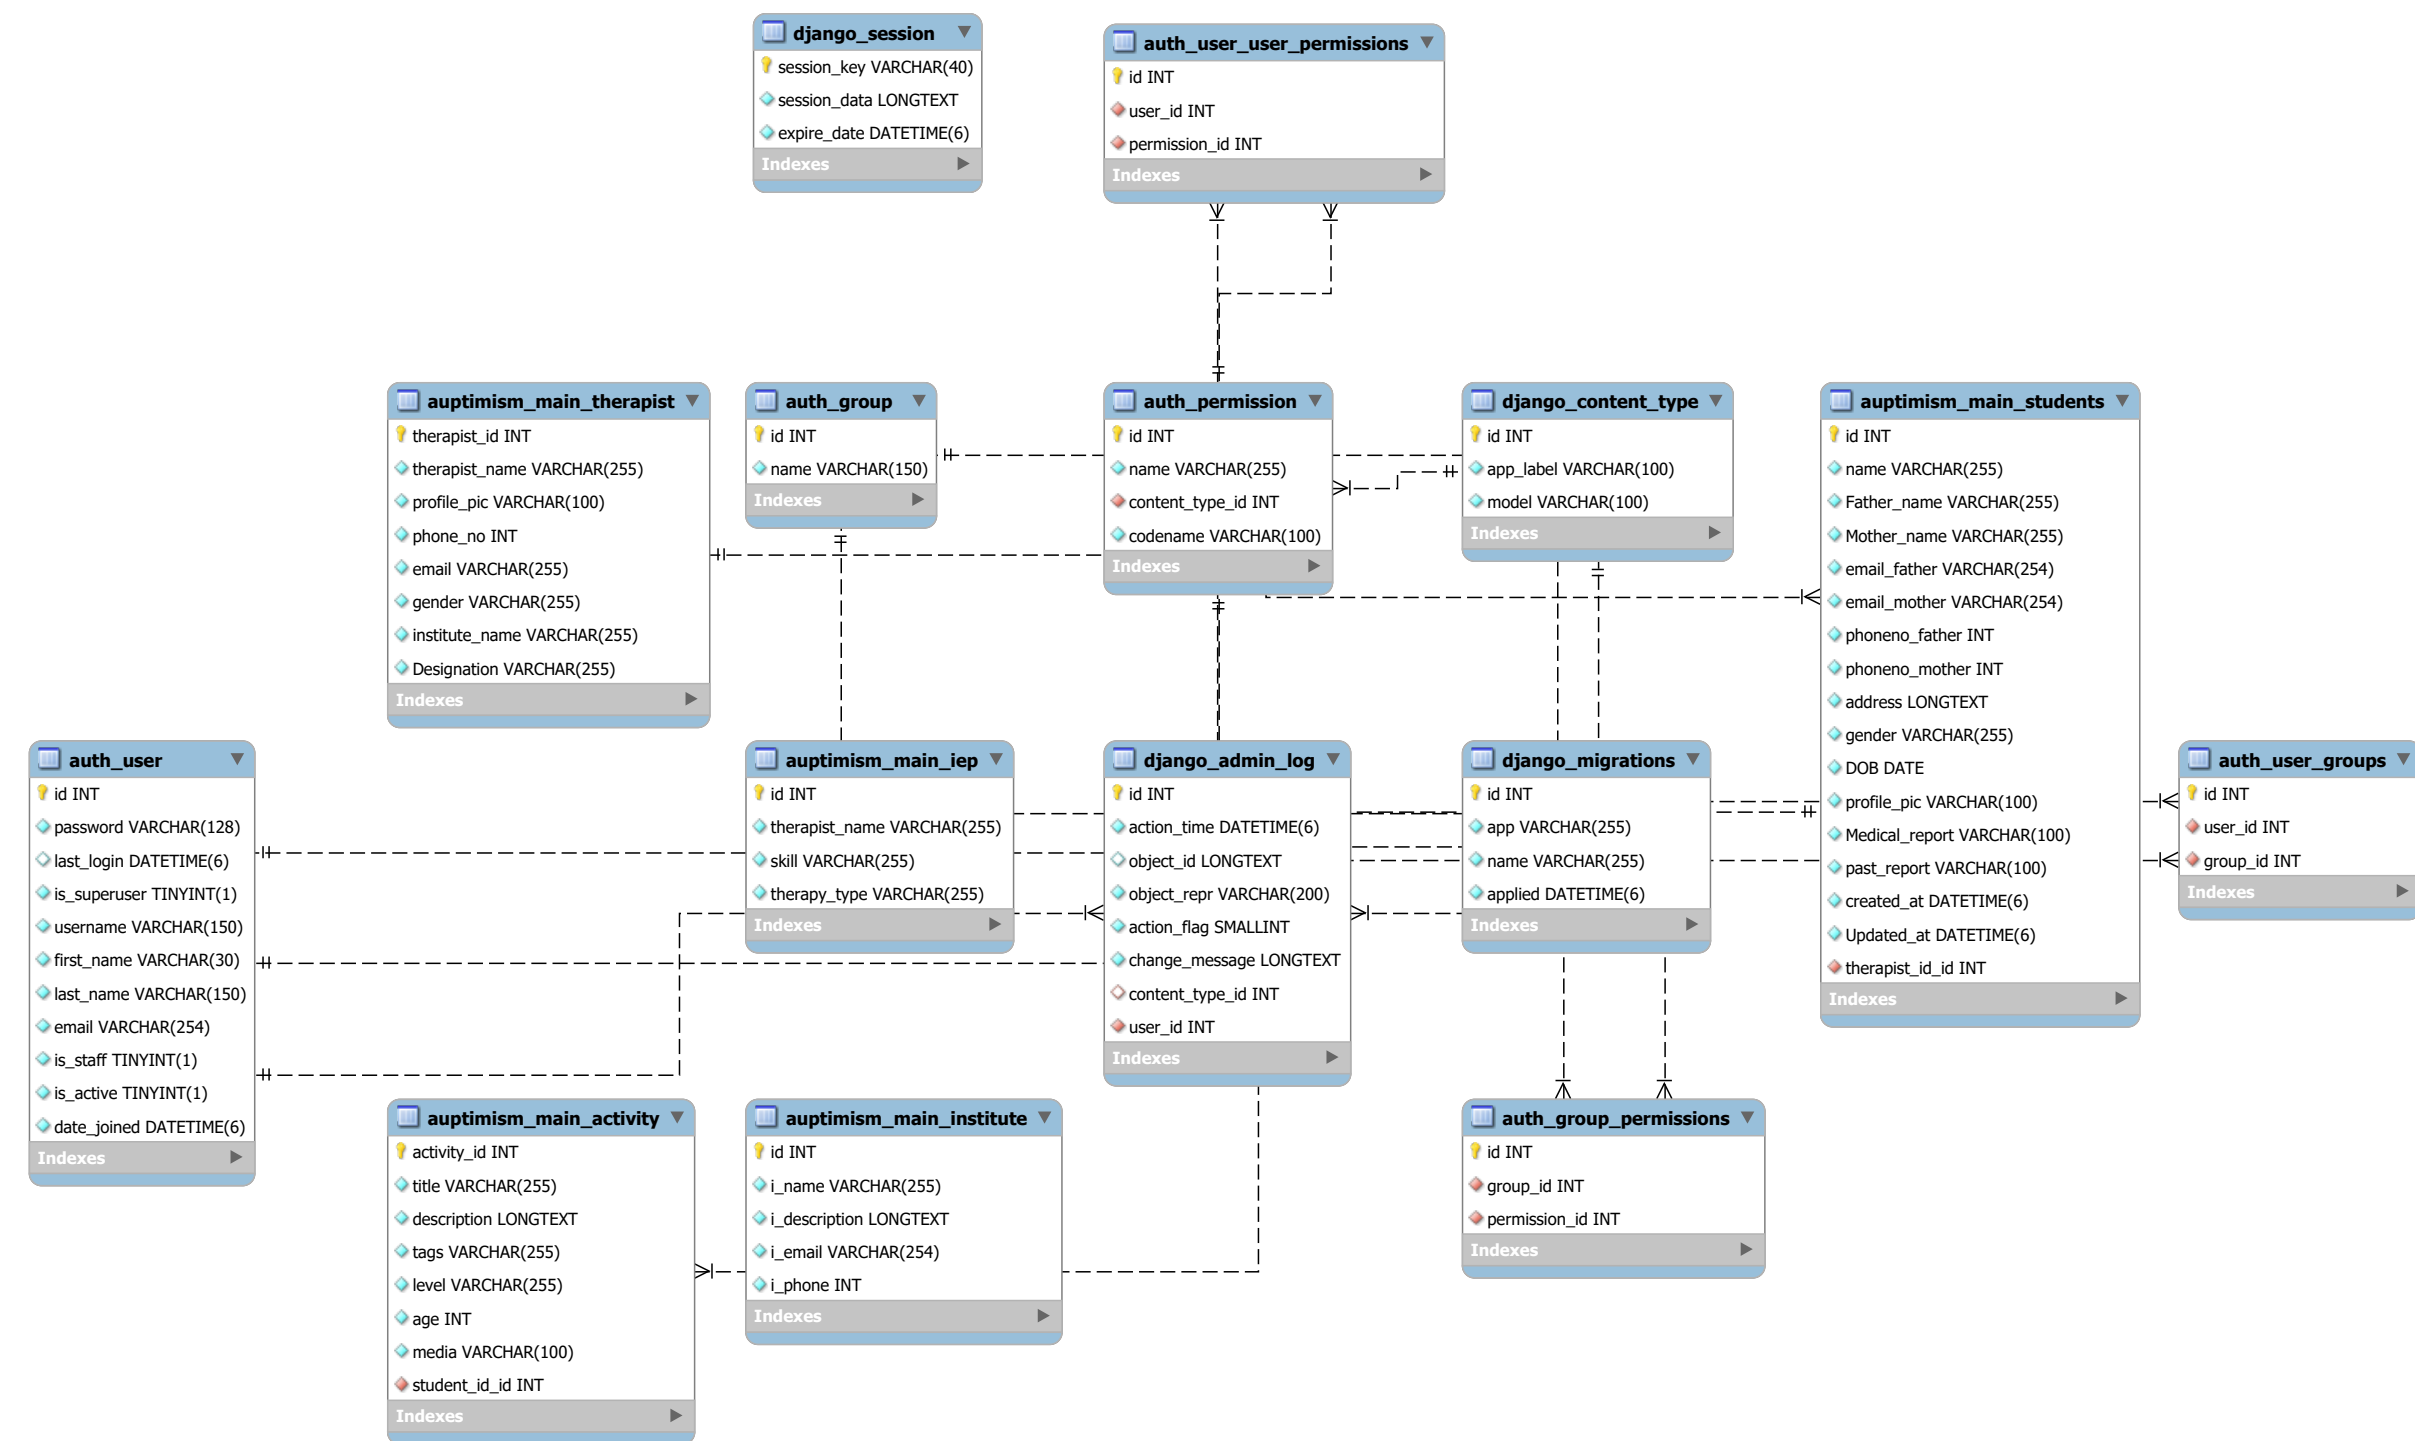 django_session
session_key VARCHAR(40)
session_data LONGTEXT
expire_date DATETIME(6)
Indexes
auth_user_user_permissions
id INT
user_id INT
permission_id INT
Indexes
auptimism_main_therapist
therapist_id INT
therapist_name VARCHAR(255)
profile_pic VARCHAR(100)
phone_no INT
email VARCHAR(255)
gender VARCHAR(255)
institute_name VARCHAR(255)
Designation VARCHAR(255)
Indexes
auth_group
id INT
name VARCHAR(150)
Indexes
auth_permission
id INT
name VARCHAR(255)
content_type_id INT
codename VARCHAR(100)
Indexes
django_content_type
id INT
app_label VARCHAR(100)
model VARCHAR(100)
Indexes
auptimism_main_students
id INT
name VARCHAR(255)
Father_name VARCHAR(255)
Mother_name VARCHAR(255)
email_father VARCHAR(254)
email_mother VARCHAR(254)
phoneno_father INT
phoneno_mother INT
address LONGTEXT
gender VARCHAR(255)
DOB DATE
profile_pic VARCHAR(100)
Medical_report VARCHAR(100)
past_report VARCHAR(100)
created_at DATETIME(6)
Updated_at DATETIME(6)
therapist_id_id INT
Indexes
auth_user
id INT
password VARCHAR(128)
last_login DATETIME(6)
is_superuser TINYINT(1)
username VARCHAR(150)
first_name VARCHAR(30)
last_name VARCHAR(150)
email VARCHAR(254)
is_staff TINYINT(1)
is_active TINYINT(1)
date_joined DATETIME(6)
Indexes
auptimism_main_iep
id INT
therapist_name VARCHAR(255)
skill VARCHAR(255)
therapy_type VARCHAR(255)
Indexes
django_admin_log
id INT
action_time DATETIME(6)
object_id LONGTEXT
object_repr VARCHAR(200)
action_flag SMALLINT
change_message LONGTEXT
content_type_id INT
user_id INT
Indexes
django_migrations
id INT
app VARCHAR(255)
name VARCHAR(255)
applied DATETIME(6)
Indexes
auth_user_groups
id INT
user_id INT
group_id INT
Indexes
auptimism_main_activity
activity_id INT
title VARCHAR(255)
description LONGTEXT
tags VARCHAR(255)
level VARCHAR(255)
age INT
media VARCHAR(100)
student_id_id INT
Indexes
auptimism_main_institute
id INT
i_name VARCHAR(255)
i_description LONGTEXT
i_email VARCHAR(254)
i_phone INT
Indexes
auth_group_permissions
id INT
group_id INT
permission_id INT
Indexes